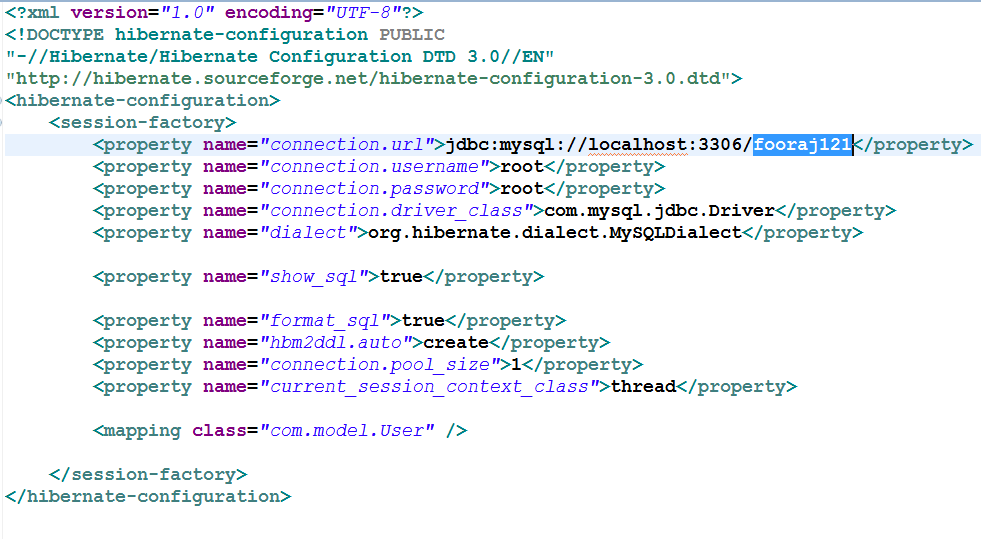 <?xml version="1.0" encoding="UTF-8"?>
<!DOCTYPE hibernate-configuration PUBLIC
"-//Hibernate/Hibernate Configuration DTD 3.0//EN"
"http://hibernate.sourceforge.net/hibernate-configuration-3.0.dtd">
<hibernate-configuration>
    <session-factory>
        <property name="connection.url">jdbc:mysql://localhost:3306/fooraj121</property>
        <property name="connection.username">root</property>
        <property name="connection.password">root</property>
        <property name="connection.driver_class">com.mysql.jdbc.Driver</property>
        <property name="dialect">org.hibernate.dialect.MySQLDialect</property>
        <property name="show_sql">true</property>
        <property name="format_sql">true</property>
        <property name="hbm2ddl.auto">create</property>
        <property name="connection.pool_size">1</property>
        <property name="current_session_context_class">thread</property>
        <mapping class="com.model.User" />
    </session-factory>
</hibernate-configuration>